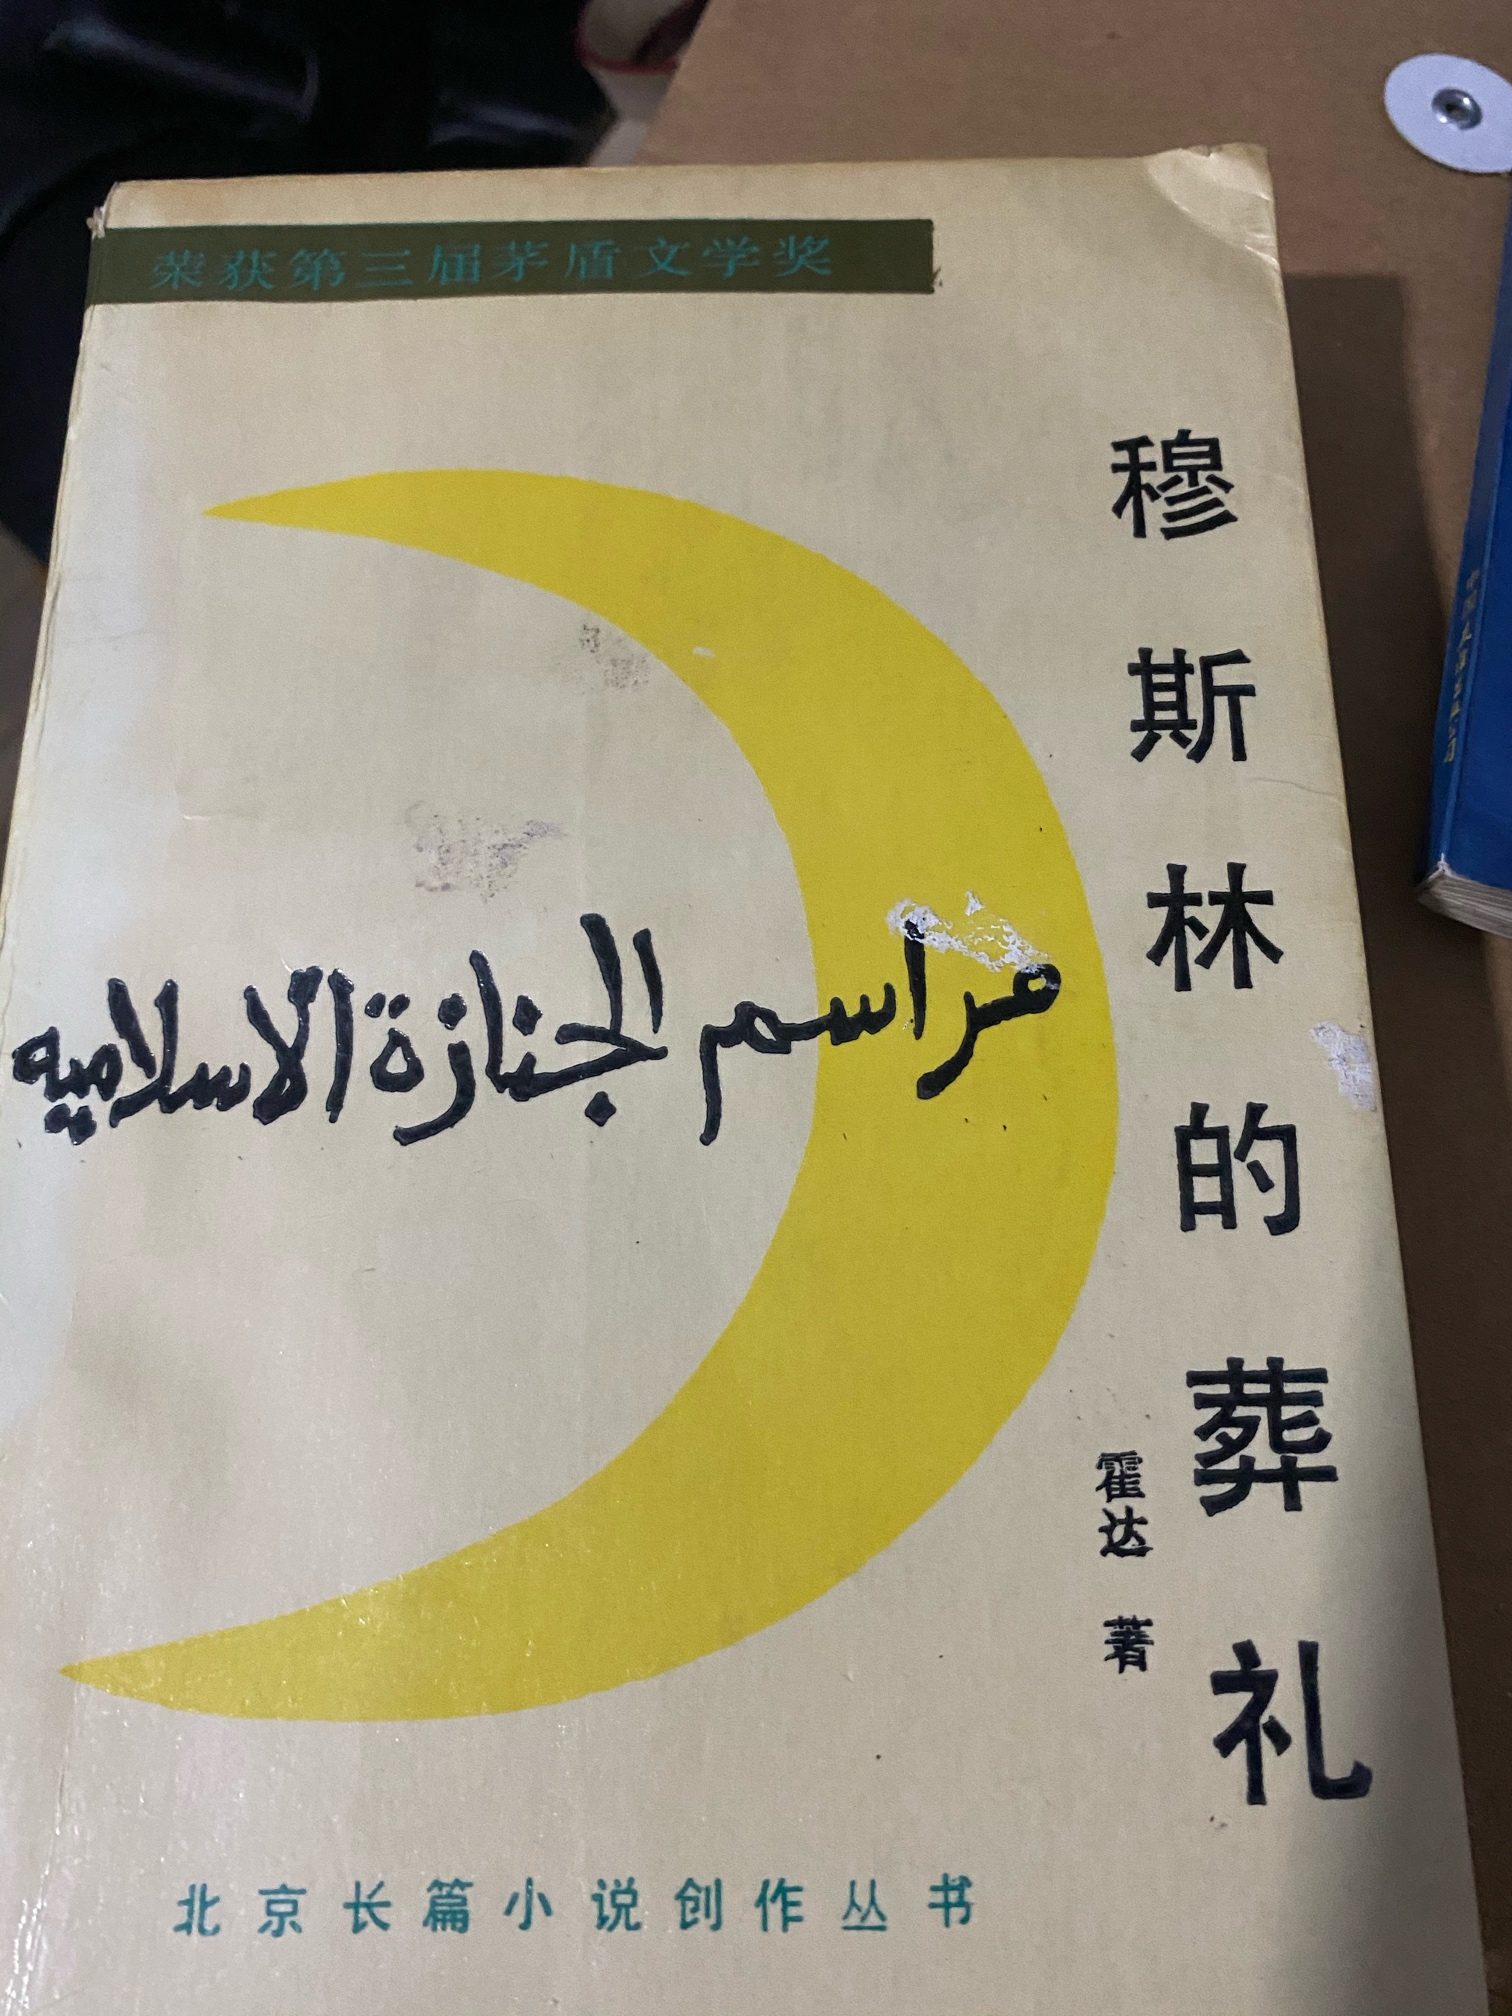 荣获第三届茅盾文学奖
穆斯林的葬礼
مراسم الجنازة الاسلاميه
霍达 著
北京长篇小说创作丛书